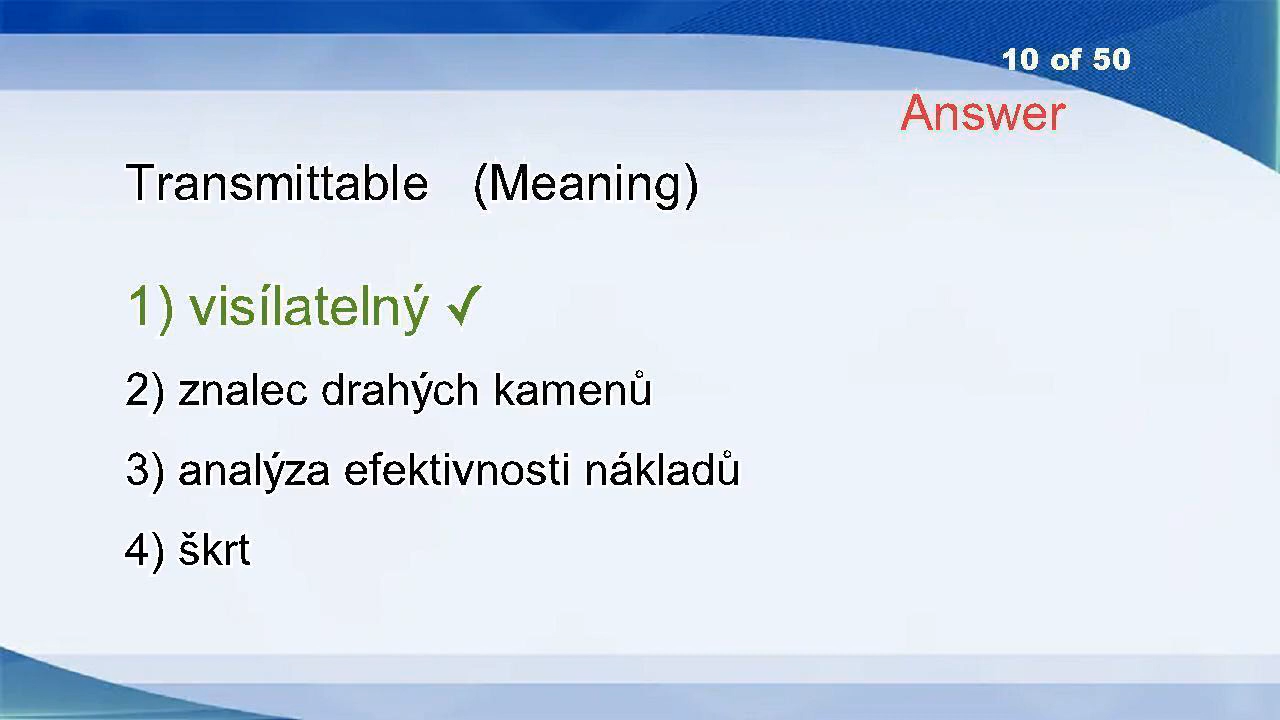 10 of 50
Answer
Transmittable (Meaning)
1) visílatelný ✓
2) znalec drahých kamenů
3) analýza efektivnosti nákladů
4) škrt